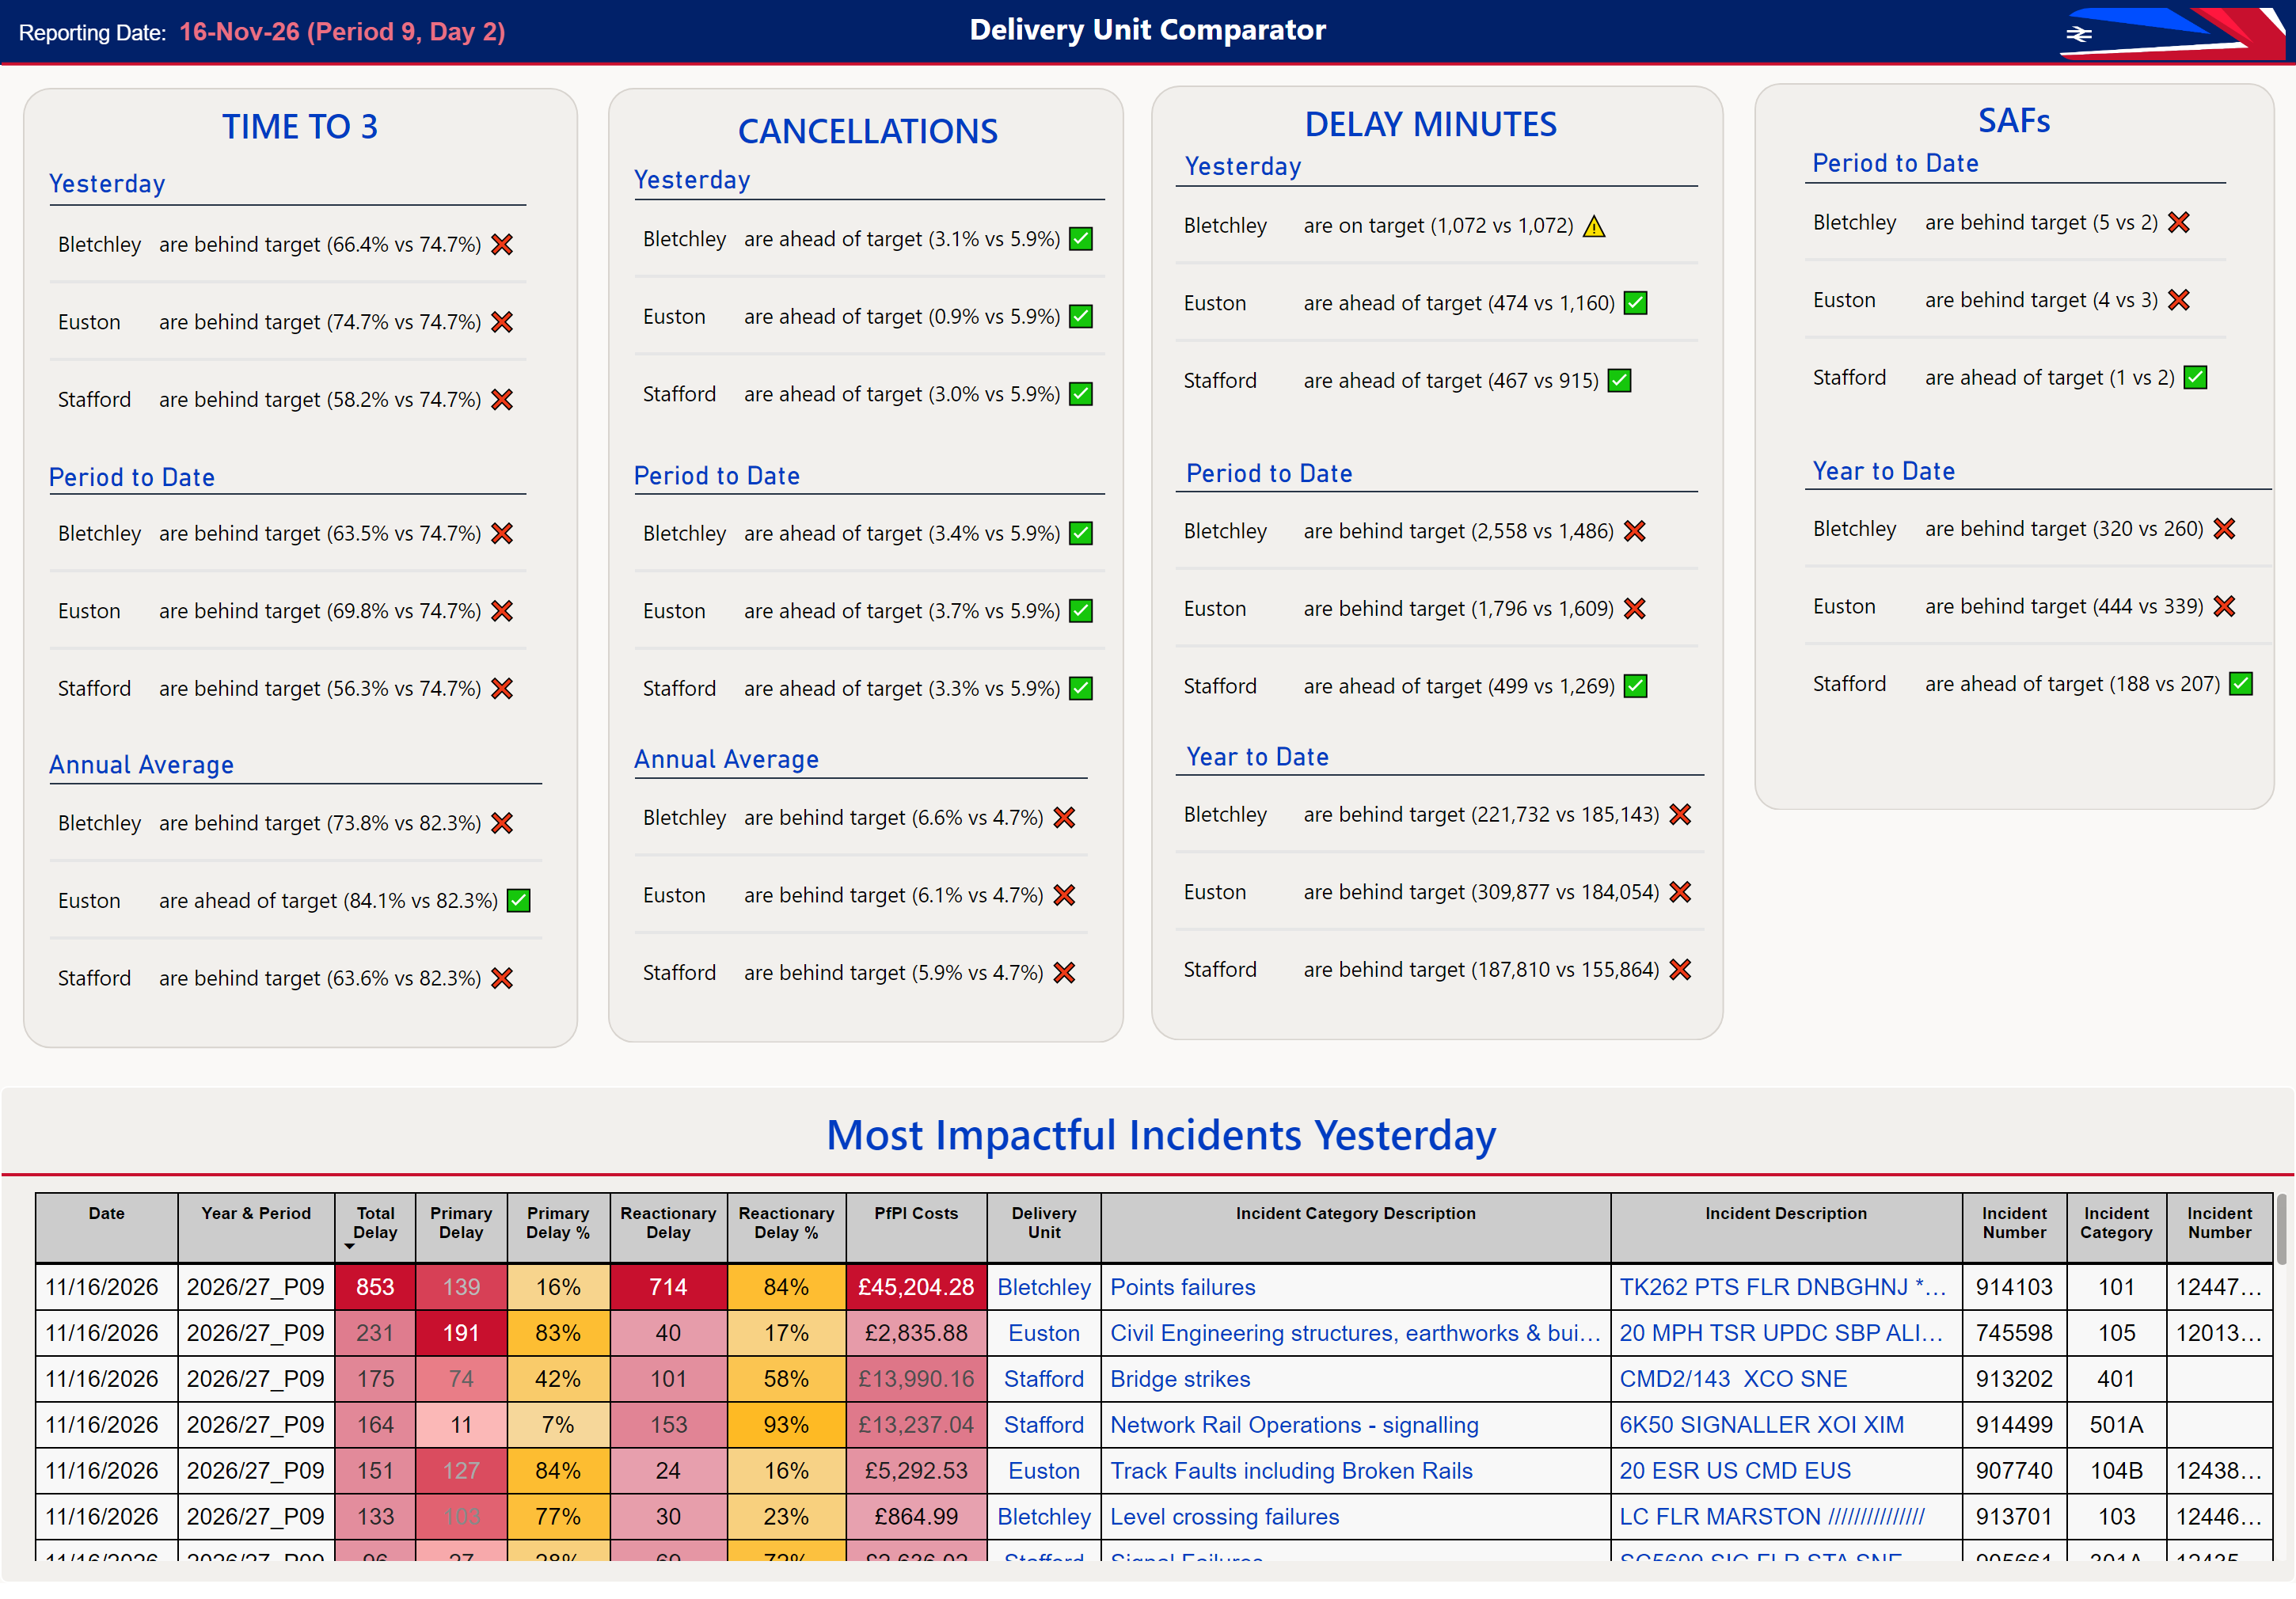 Reporting Date: 16-Nov-26 (Period 9, Day 2)
Delivery Unit Comparator
TIME TO 3
Yesterday
Bletchley are behind target (66.4% vs 74.7%) ❌
Euston are behind target (74.7% vs 74.7%) ❌
Stafford are behind target (58.2% vs 74.7%) ❌
Period to Date
Bletchley are behind target (63.5% vs 74.7%) ❌
Euston are behind target (69.8% vs 74.7%) ❌
Stafford are behind target (56.3% vs 74.7%) ❌
Annual Average
Bletchley are behind target (73.8% vs 82.3%) ❌
Euston are ahead of target (84.1% vs 82.3%) ✅
Stafford are behind target (63.6% vs 82.3%) ❌
CANCELLATIONS
Yesterday
Bletchley are ahead of target (3.1% vs 5.9%) ✅
Euston are ahead of target (0.9% vs 5.9%) ✅
Stafford are ahead of target (3.0% vs 5.9%) ✅
Period to Date
Bletchley are ahead of target (3.4% vs 5.9%) ✅
Euston are ahead of target (3.7% vs 5.9%) ✅
Stafford are ahead of target (3.3% vs 5.9%) ✅
Annual Average
Bletchley are behind target (6.6% vs 4.7%) ❌
Euston are behind target (6.1% vs 4.7%) ❌
Stafford are behind target (5.9% vs 4.7%) ❌
DELAY MINUTES
Yesterday
Bletchley are on target (1,072 vs 1,072) ⚠
Euston are ahead of target (474 vs 1,160) ✅
Stafford are ahead of target (467 vs 915) ✅
Period to Date
Bletchley are behind target (2,558 vs 1,486) ❌
Euston are behind target (1,796 vs 1,609) ❌
Stafford are ahead of target (499 vs 1,269) ✅
Year to Date
Bletchley are behind target (221,732 vs 185,143) ❌
Euston are behind target (309,877 vs 184,054) ❌
Stafford are behind target (187,810 vs 155,864) ❌
SAFs
Period to Date
Bletchley are behind target (5 vs 2) ❌
Euston are behind target (4 vs 3) ❌
Stafford are ahead of target (1 vs 2) ✅
Year to Date
Bletchley are behind target (320 vs 260) ❌
Euston are behind target (444 vs 339) ❌
Stafford are ahead of target (188 vs 207) ✅
Most Impactful Incidents Yesterday
Date Year & Period Total Delay Primary Delay Primary Delay % Reactionary Delay Reactionary Delay % PfPI Costs Delivery Unit Incident Category Description Incident Description Incident Number Incident Category Incident Number
11/16/2026 2026/27_P09 853 139 16% 714 84% £45,204.28 Bletchley Points failures TK262 PTS FLR DNBGHNJ *… 914103 101 12447…
11/16/2026 2026/27_P09 231 191 83% 40 17% £2,835.88 Euston Civil Engineering structures, earthworks & bui… 20 MPH TSR UPDC SBP ALI… 745598 105 12013…
11/16/2026 2026/27_P09 175 74 42% 101 58% £13,990.16 Stafford Bridge strikes CMD2/143 XCO SNE 913202 401
11/16/2026 2026/27_P09 164 11 7% 153 93% £13,237.04 Stafford Network Rail Operations - signalling 6K50 SIGNALLER XOI XIM 914499 501A
11/16/2026 2026/27_P09 151 127 84% 24 16% £5,292.53 Euston Track Faults including Broken Rails 20 ESR US CMD EUS 907740 104B 12438…
11/16/2026 2026/27_P09 133 103 77% 30 23% £864.99 Bletchley Level crossing failures LC FLR MARSTON /////////////// 913701 103 12446…
11/16/2026 2026/27_P09 Stafford Signal Failures